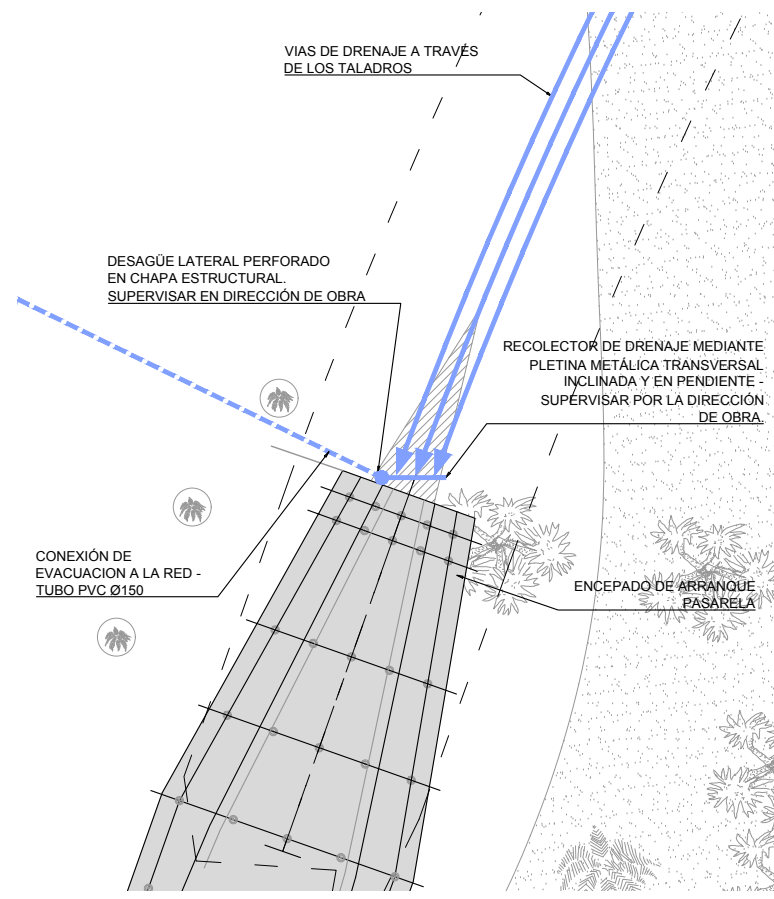 VIAS DE DRENAJE A TRAVÉS
DE LOS TALADROS
DESAGÜE LATERAL PERFORADO
EN CHAPA ESTRUCTURAL.
SUPERVISAR EN DIRECCIÓN DE OBRA
RECOLECTOR DE DRENAJE MEDIANTE
PLETINA METÁLICA TRANSVERSAL
INCLINADA Y EN PENDIENTE -
SUPERVISAR POR LA DIRECCIÓN
DE OBRA.
CONEXIÓN DE
EVACUACION A LA RED -
TUBO PVC Ø150
ENCEPADO DE ARRANQUE
PASARELA